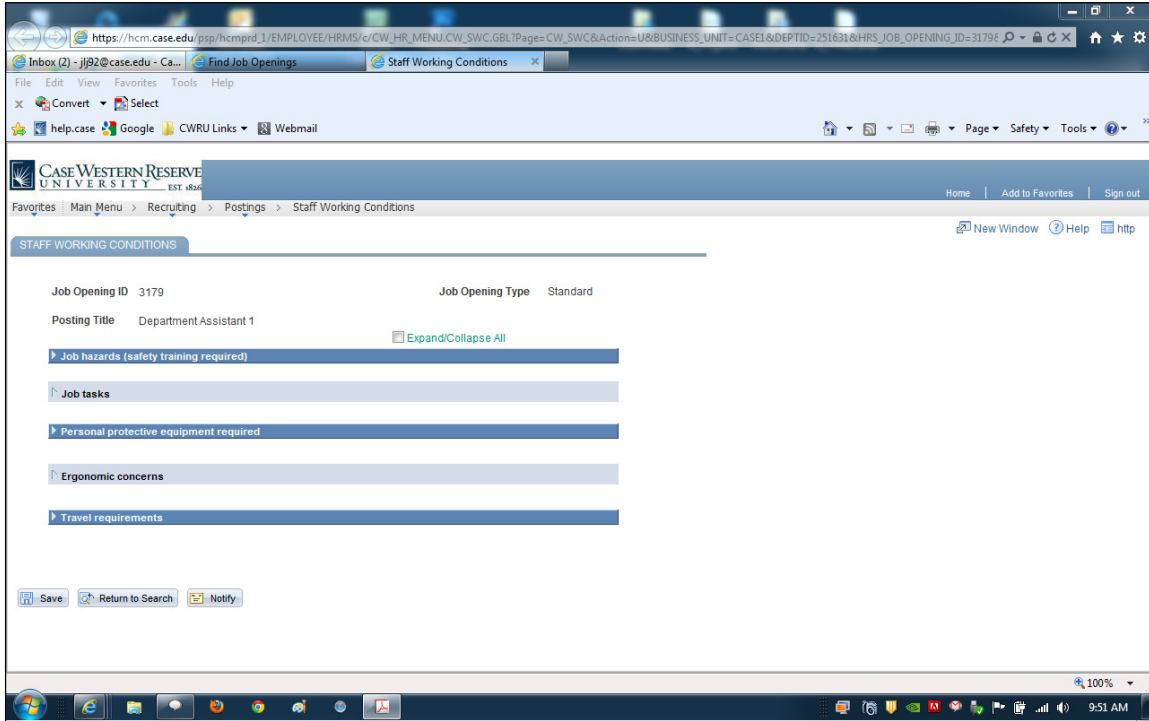 https://hcm.case.edu/psp/hcmprd_1/EMPLOYEE/HRMS/c/CW_HR_MENU.CW_SWC.GBL?Page=CW_SWC&Action=U&BUSINESS_UNIT=CASE1&DEPTID=251631&HRS_JOB_OPENING_ID=3179&
Inbox (2) - jlj92@case.edu - Ca... Find Job Openings Staff Working Conditions x
File Edit View Favorites Tools Help
x Convert Select
help.case Google CWRU Links Webmail Page Safety Tools
CASE WESTERN RESERVE
UNIVERSITY EST. 1826
Home | Add to Favorites | Sign out
Favorites Main Menu > Recruiting > Postings > Staff Working Conditions
New Window Help http
STAFF WORKING CONDITIONS
Job Opening ID 3179 Job Opening Type Standard
Posting Title Department Assistant 1
Expand/Collapse All
Job hazards (safety training required)
Job tasks
Personal protective equipment required
Ergonomic concerns
Travel requirements
Save Return to Search Notify
100%
9:51 AM